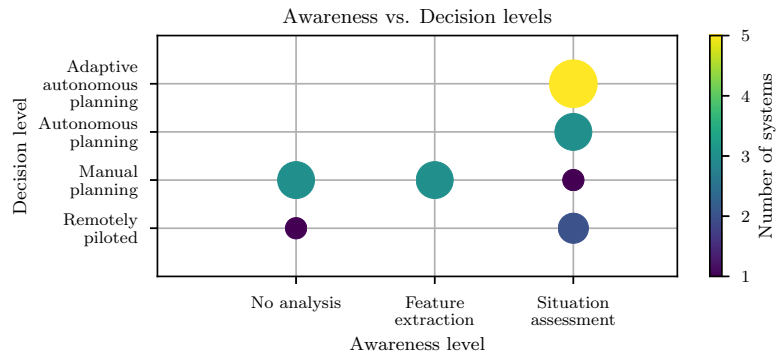 Awareness vs. Decision levels
Decision level
Adaptive
autonomous
planning
Autonomous
planning
Manual
planning
Remotely
piloted
No analysis
Feature
extraction
Situation
assessment
Awareness level
5
4
3
2
1
Number of systems